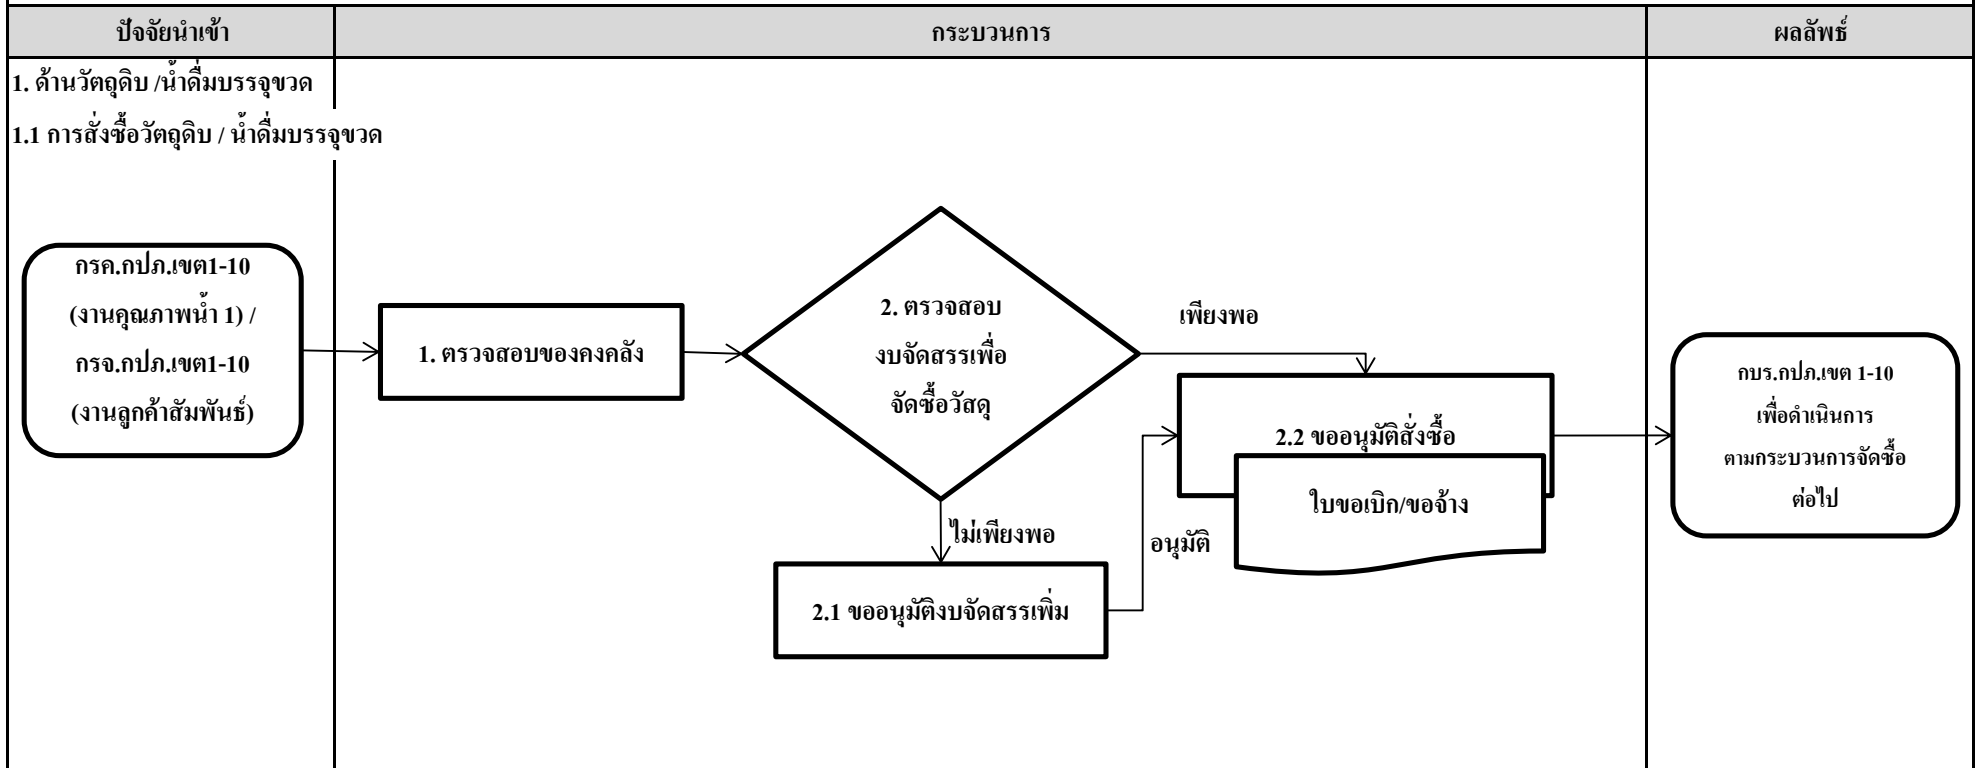 ปัจจัยนำเข้า
กระบวนการ
ผลลัพธ์
1. ด้านวัตถุดิบ /น้ำดื่มบรรจุขวด
1.1 การสั่งซื้อวัตถุดิบ / น้ำดื่มบรรจุขวด
กรค.กปภ.เขต1-10
(งานคุณภาพน้ำ 1) /
กรจ.กปภ.เขต1-10
(งานลูกค้าสัมพันธ์)
1. ตรวจสอบของคงคลัง
2. ตรวจสอบ
งบจัดสรรเพื่อ
จัดซื้อวัสดุ
เพียงพอ
ไม่เพียงพอ
2.1 ขออนุมัติงบจัดสรรเพิ่ม
อนุมัติ
2.2 ขออนุมัติสั่งซื้อ
ใบขอเบิก/ขอจ้าง
กบร.กปภ.เขต 1-10
เพื่อดำเนินการ
ตามกระบวนการจัดซื้อ
ต่อไป